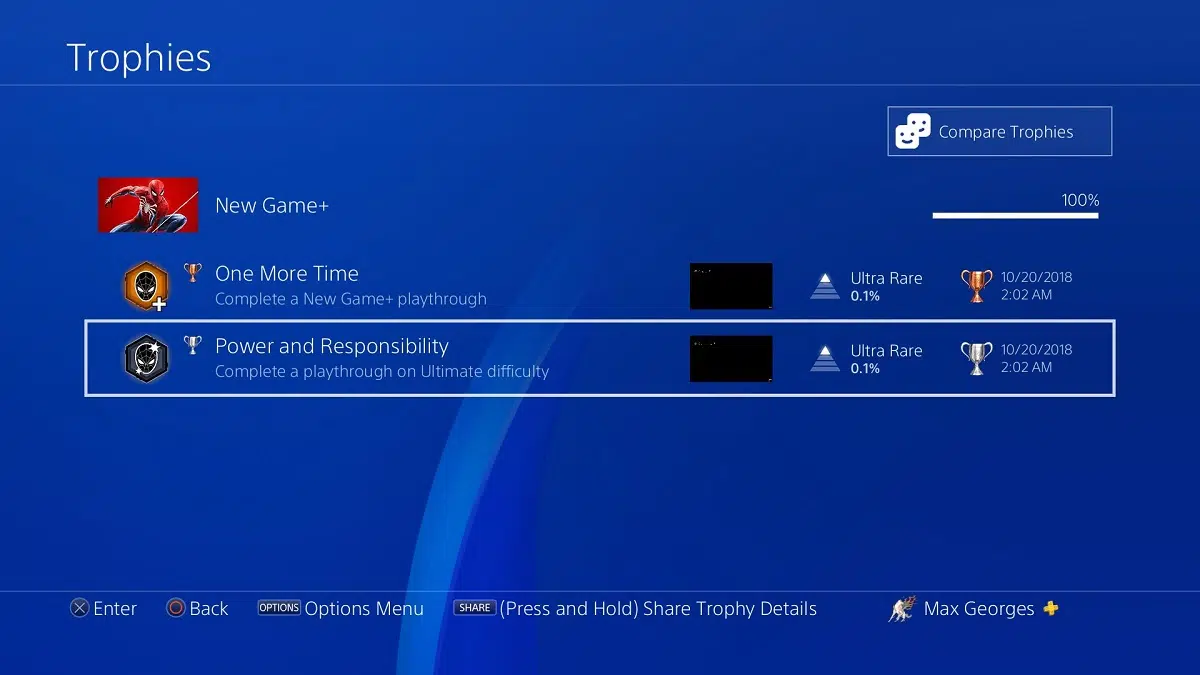 Trophies
Compare Trophies
New Game+
100%
One More Time
Complete a New Game+ playthrough
Ultra Rare
0.1%
10/20/2018
2:02 AM
Power and Responsibility
Complete a playthrough on Ultimate difficulty
Ultra Rare
0.1%
10/20/2018
2:02 AM
Enter Back OPTIONS Options Menu SHARE (Press and Hold) Share Trophy Details Max Georges